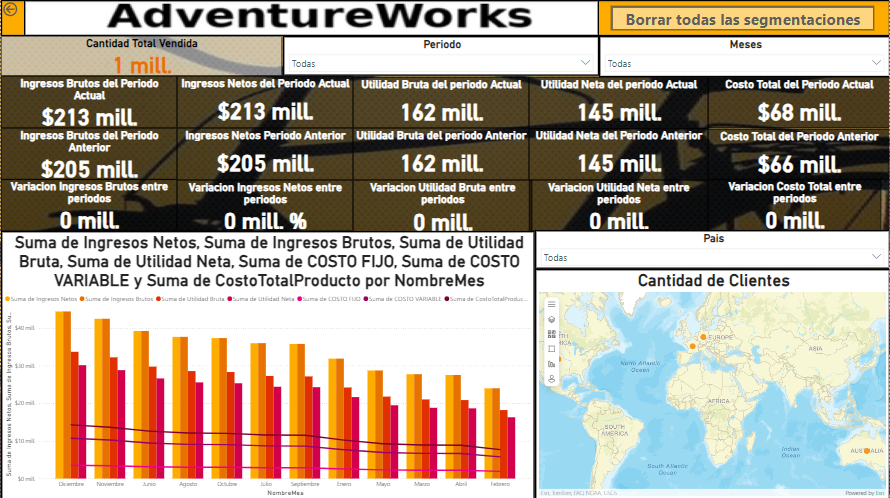 AdventureWorks
Borrar todas las segmentaciones
Cantidad Total Vendida
1 mill.
Periodo
Todas
Meses
Todas
Ingresos Brutos del Periodo
Actual
$213 mill.
Ingresos Netos del Periodo Actual
$213 mill.
Utilidad Bruta del periodo Actual
162 mill.
Utilidad Neta del periodo Actual
145 mill.
Costo Total del Periodo Actual
$68 mill.
Ingresos Brutos del Periodo
Anterior
$205 mill.
Ingresos Netos Periodo Anterior
$205 mill.
Utilidad Bruta del periodo Anterior
162 mill.
Utilidad Neta del Periodo Anterior
145 mill.
Costo Total del Periodo Anterior
$66 mill.
Variacion Ingresos Brutos entre
periodos
0 mill.
Variacion Ingresos Netos entre
periodos
0 mill. %
Variacion Utilidad Bruta entre
periodos
0 mill.
Variacion Utilidad Neta entre
periodos
0 mill.
Variacion Costo Total entre
periodos
0 mill.
Suma de Ingresos Netos, Suma de Ingresos Brutos, Suma de Utilidad
Bruta, Suma de Utilidad Neta, Suma de COSTO FIJO, Suma de COSTO
VARIABLE y Suma de CostoTotalProducto por NombreMes
Suma de Ingresos Netos Suma de Ingresos Brutos Suma de Utilidad Bruta Suma de Utilidad Neta Suma de COSTO FIJO Suma de COSTO VARIABLE Suma de CostoTotalProduc...
Suma de Ingresos Netos, Suma de Ingresos Brutos, Su...
$40 mill.
$30 mill.
$20 mill.
$10 mill.
$0 mill.
Diciembre Noviembre Junio Agosto Octubre Julio Septiembre Enero Mayo Marzo Abril Febrero
NombreMes
Pais
Todas
Cantidad de Clientes
EUROPE
ASIA
North Atlantic
Ocean
AFRICA
SOUTH
AMERICA
Indian
Ocean
AUSTRALIA
South Atlantic
Ocean
Powered by Esri